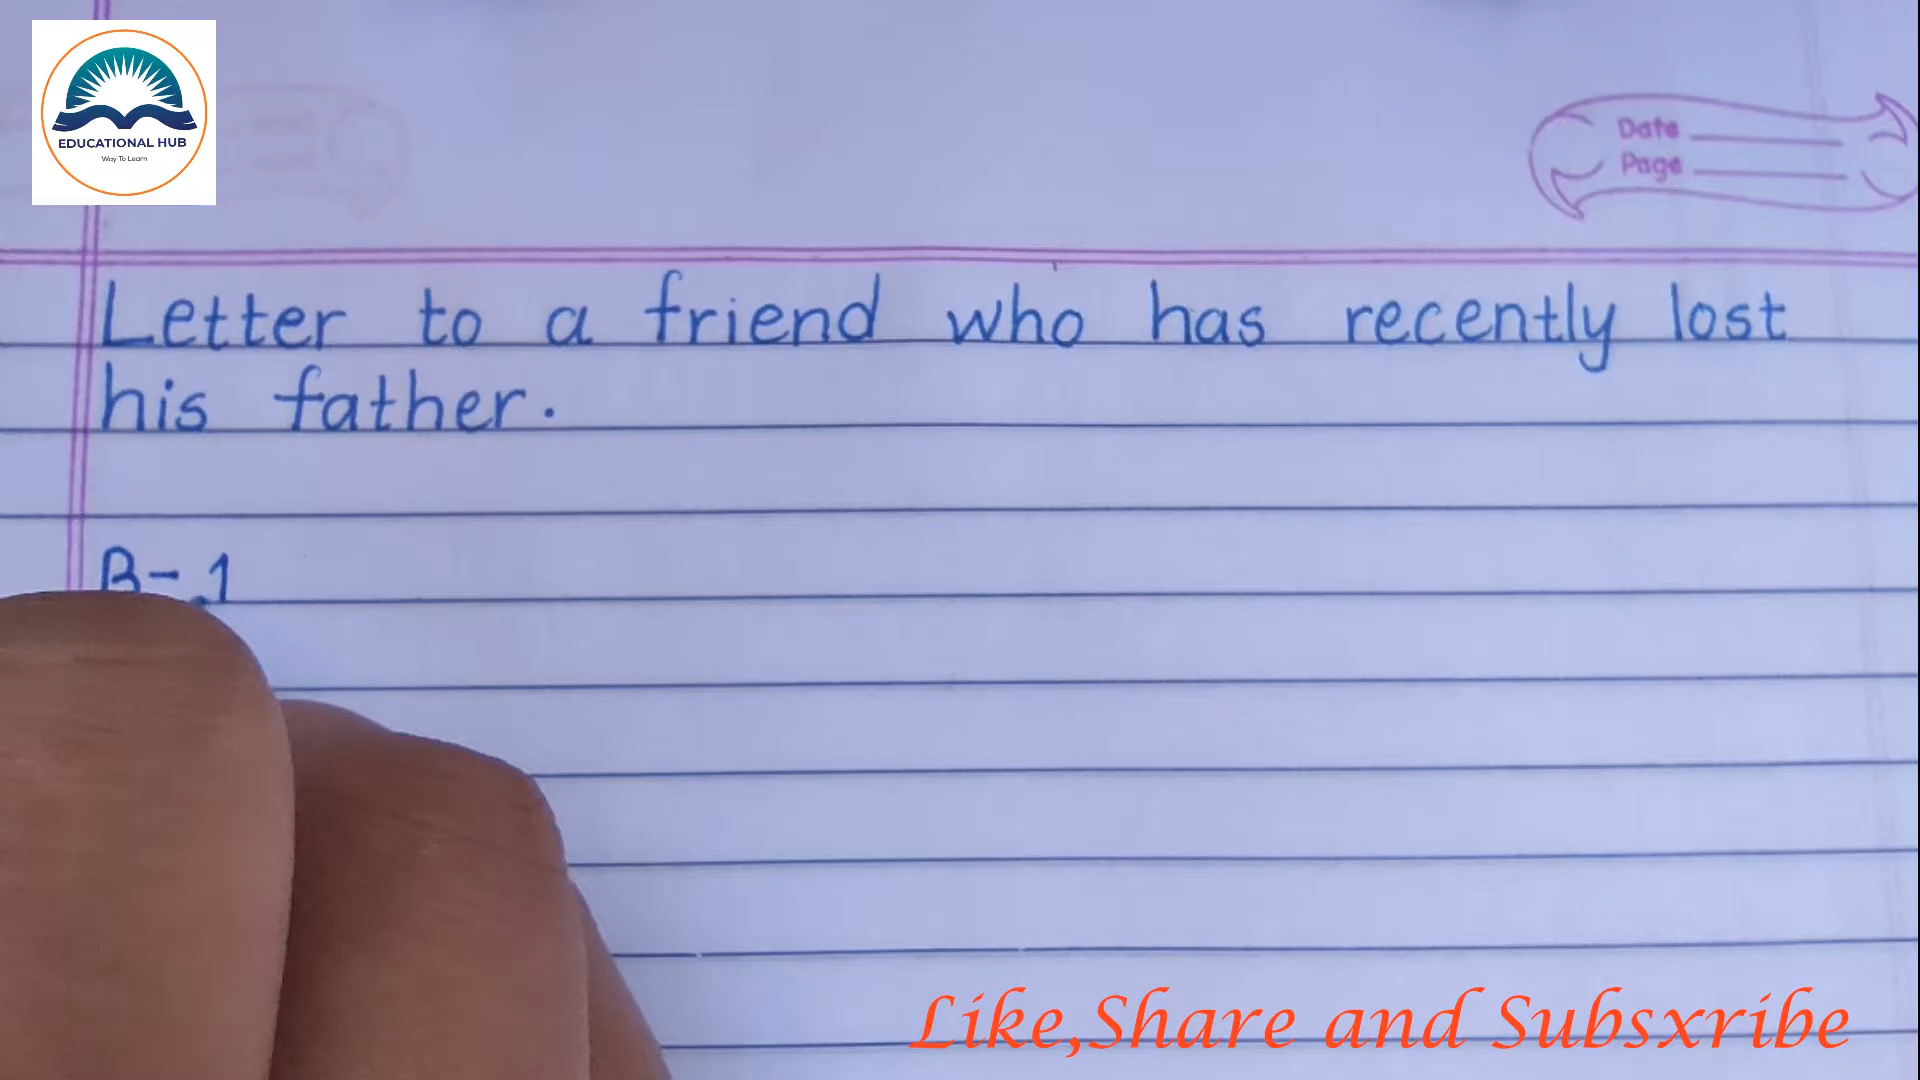 EDUCATIONAL HUB
Way To Learn
Date
Page
Letter to a friend who has recently lost
his father.
B-.1
Like,Share and Subsxribe